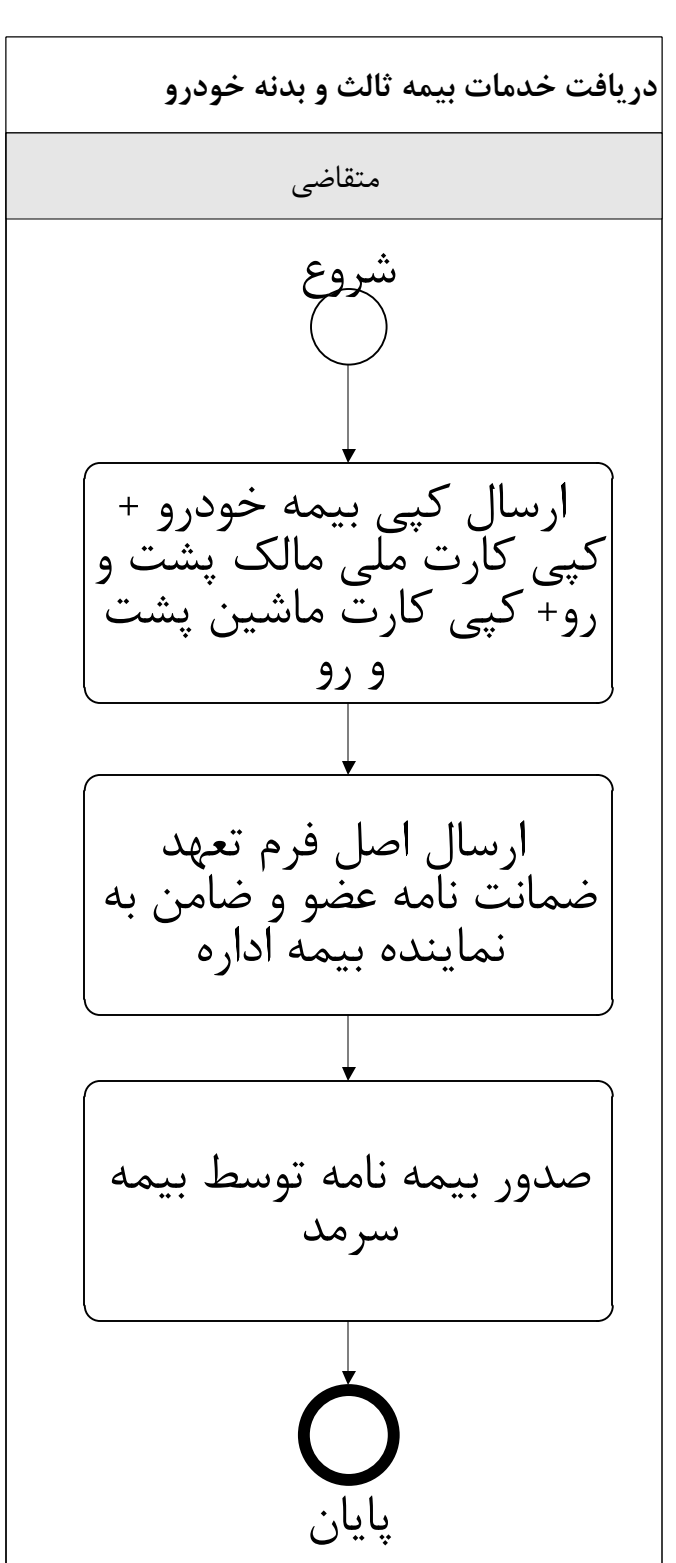 دریافت خدمات بیمه ثالث و بدنه خودرو
متقاضی
شروع
ارسال کپی بیمه خودرو +
کپی کارت ملی مالک پشت و
رو+ کپی کارت ماشین پشت
و رو
ارسال اصل فرم تعهد
ضمانت نامه عضو و ضامن به
نماینده بیمه اداره
صدور بیمه نامه توسط بیمه
سرمد
پایان